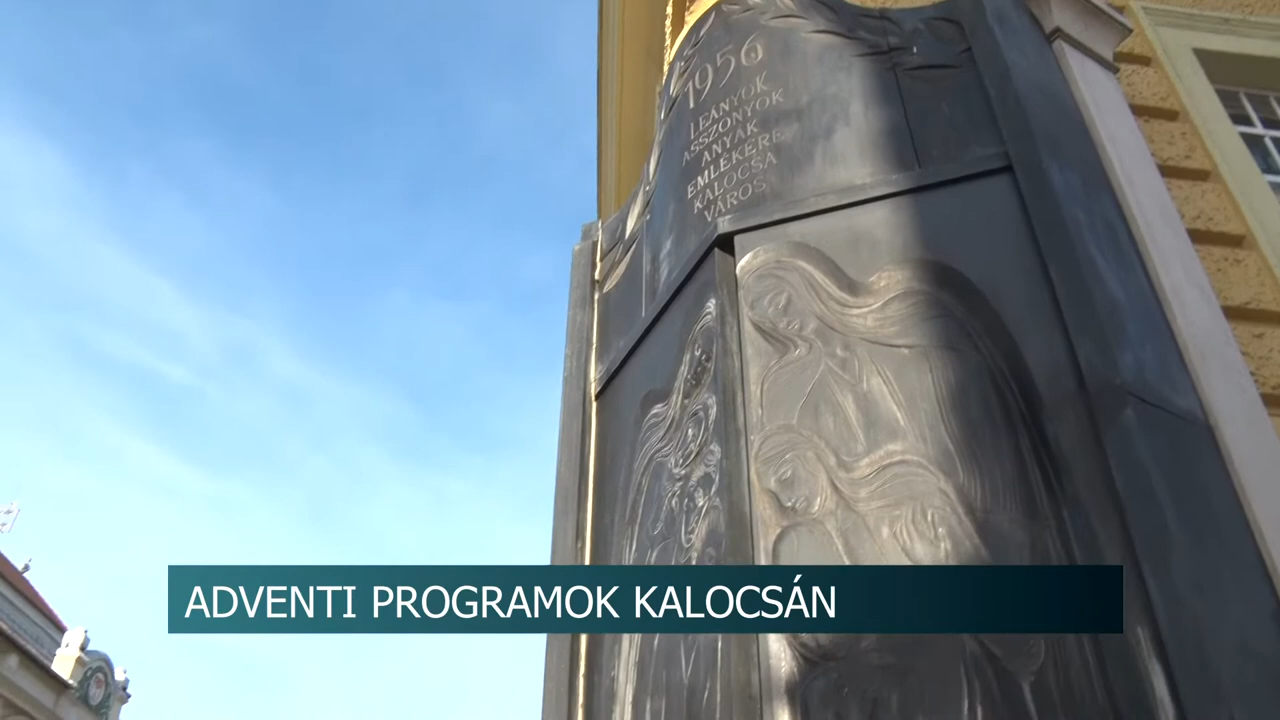 1956
LEÁNYOK
ASSZONYOK
ANYÁK
EMLÉKÉRE
KALOCSA
VÁROS
ADVENTI PROGRAMOK KALOCSÁN